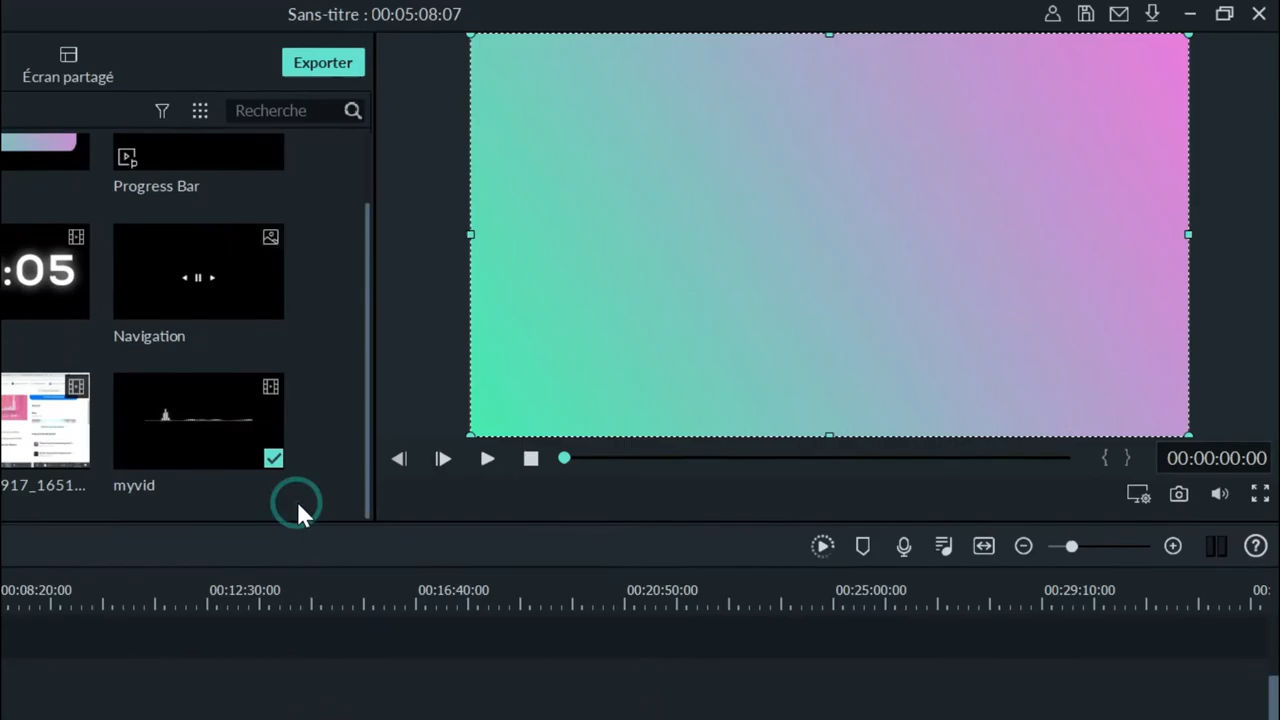 Sans-titre : 00:05:08:07
Écran partagé
Exporter
Recherche
Progress Bar
:05
Navigation
917_1651...
myvid
00:00:00:00
00:08:20:00
00:12:30:00
00:16:40:00
00:20:50:00
00:25:00:00
00:29:10:00
00: